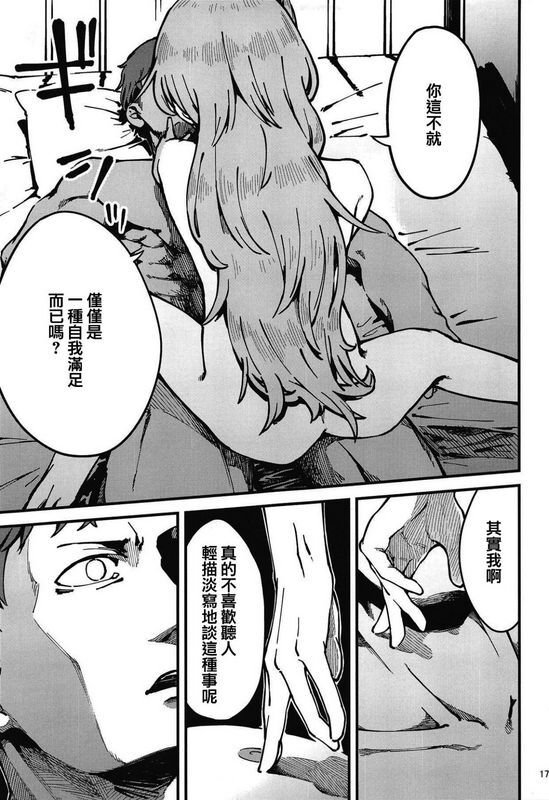 你這不就
ギ
僅僅是
一種自我滿足
而已嗎？
其實我啊
真的不喜歡聽人
輕描淡寫地談這種事呢
17